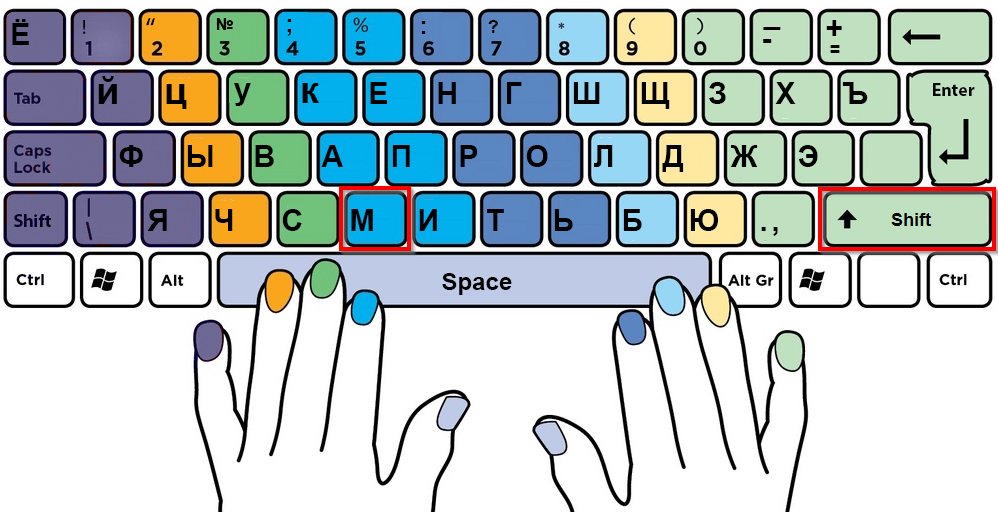 Ё ! 1 “ 2 № 3 ; 4 % 5 : 6 ? 7 * 8 ( 9 ) 0 — - + =
Tab Й Ц У К Е Н Г Ш Щ З Х Ъ Enter
Caps Lock Ф Ы В А П Р О Л Д Ж Э
Shift | \ Я Ч С М И Т Ь Б Ю ., Shift
Ctrl Alt Space Alt Gr Ctrl